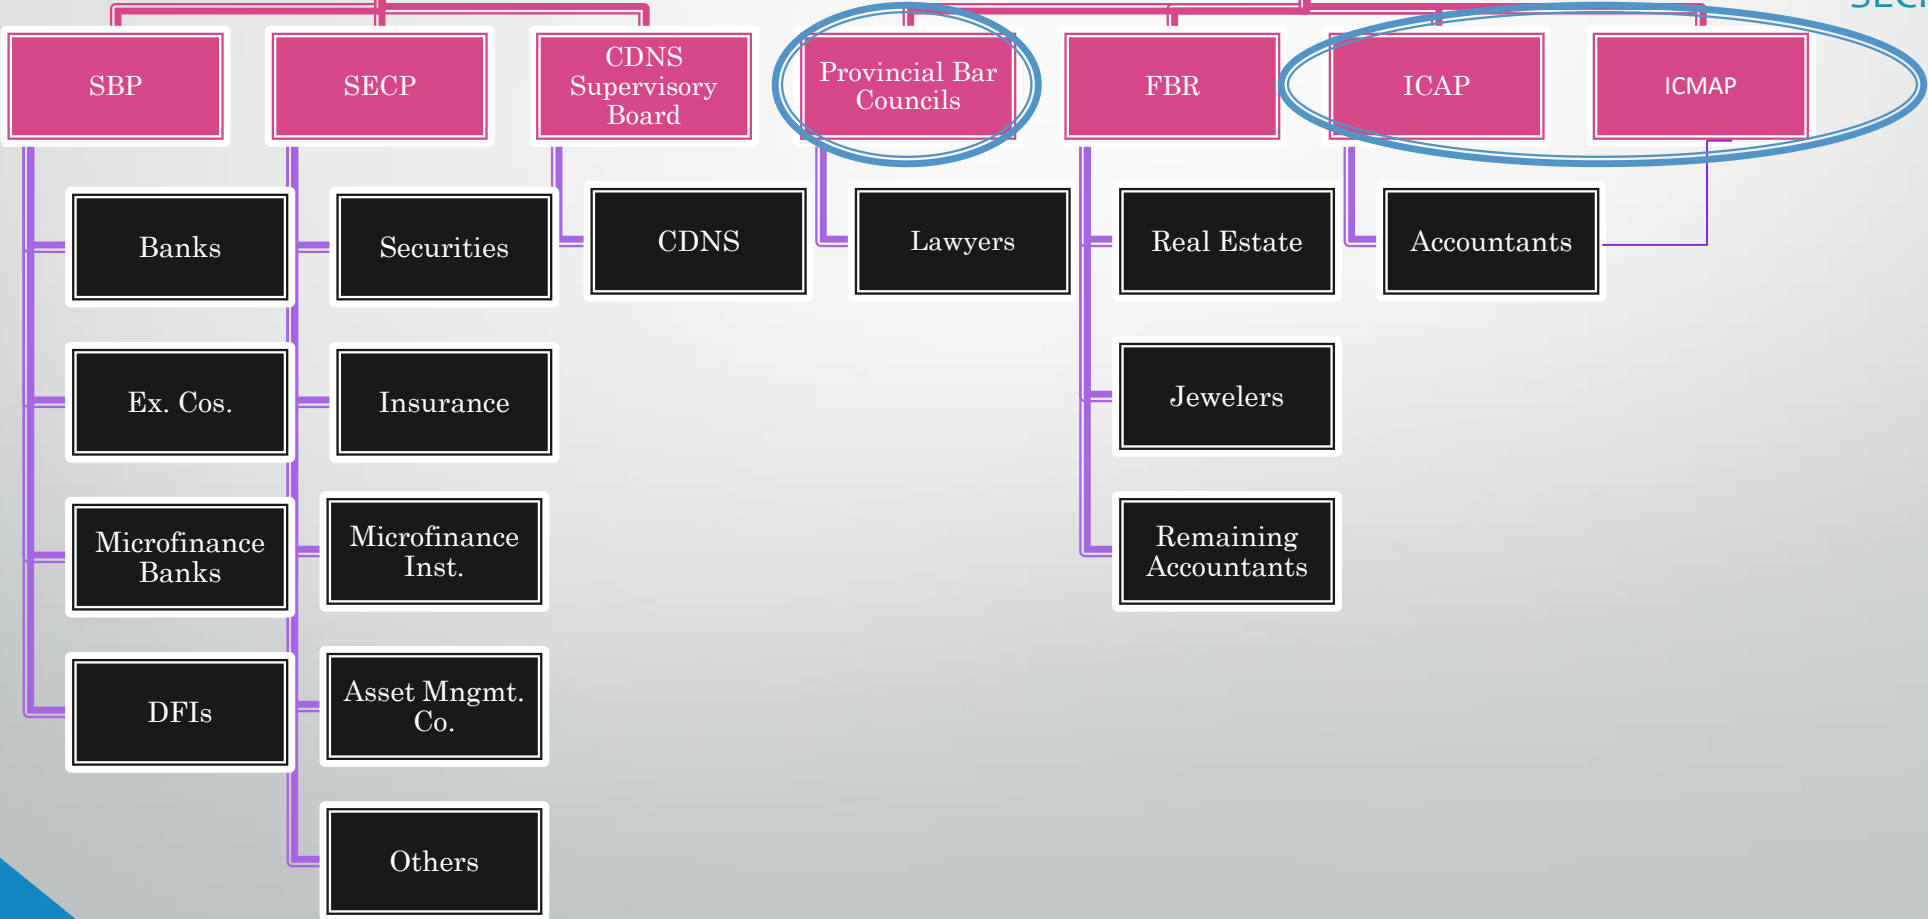 SBP
SECP
CDNS
Supervisory
Board
Provincial Bar
Councils
FBR
ICAP
ICMAP
Banks
Securities
CDNS
Lawyers
Real Estate
Accountants
Ex. Cos.
Insurance
Jewelers
Microfinance
Banks
Microfinance
Inst.
Remaining
Accountants
DFIs
Asset Mngmt.
Co.
Others